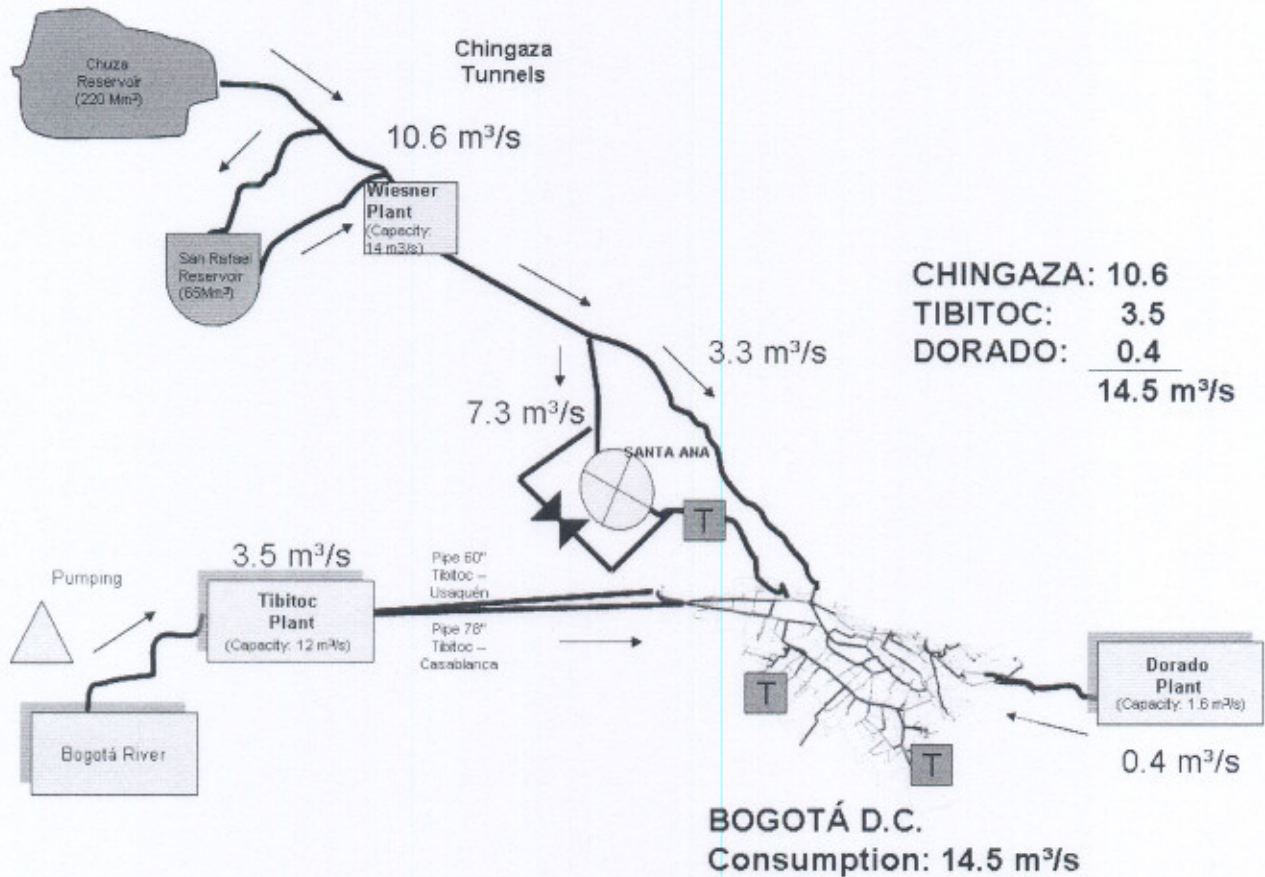 Chuza
Reservoir
(220 Mm³)
Chingaza
Tunnels
10.6 m³/s
Wiesner
Plant
(Capacity:
14 m3/s)
San Rafael
Reservoir
(65Mm³)
CHINGAZA: 10.6
TIBITOC: 3.5
DORADO: 0.4
14.5 m³/s
3.3 m³/s
7.3 m³/s
SANTA ANA
T
3.5 m³/s
Pumping
Tibitoc
Plant
(Capacity: 12 m³/s)
Pipe 60"
Tibitoc –
Usaquén
Pipe 78"
Tibitoc –
Casablanca
Bogotá River
T
T
Dorado
Plant
(Capacity: 1.6 m³/s)
0.4 m³/s
BOGOTÁ D.C.
Consumption: 14.5 m³/s